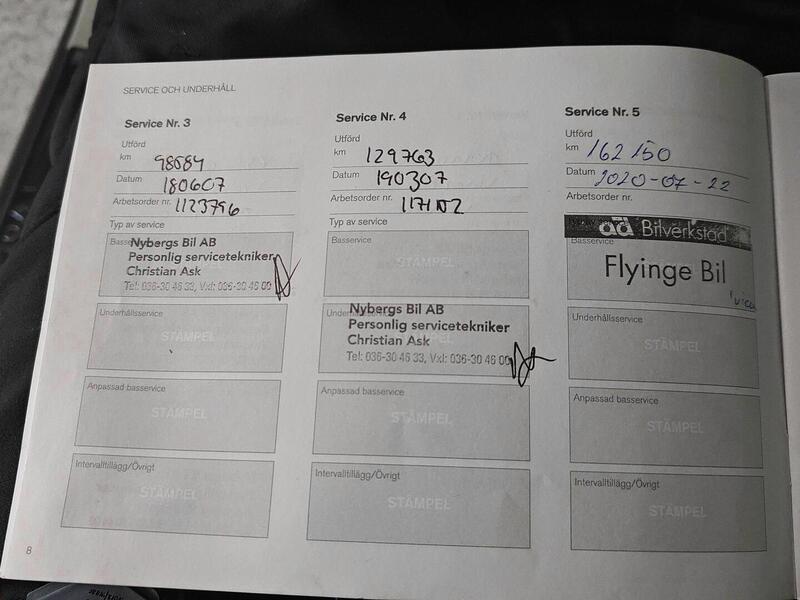 SERVICE OCH UNDERHÅLL
Service Nr. 3
Utförd
km 98684
Datum 180607
Arbetsorder nr. 1123796
Typ av service
Basservice
Nybergs Bil AB
Personlig servicetekniker
Christian Ask
Tel: 036-30 46 33, Vxl: 036-30 46 00
Underhållsservice
STÄMPEL
Anpassad basservice
STÄMPEL
Intervalltillägg/Övrigt
STÄMPEL
Service Nr. 4
Utförd
km 129763
Datum 190307
Arbetsorder nr.
Typ av service
Basservice
STÄMPEL
Nybergs Bil AB
Personlig servicetekniker
Christian Ask
Tel: 036-30 46 33, Vxl: 036-30 46 00
Anpassad basservice
STÄMPEL
Intervalltillägg/Övrigt
STÄMPEL
Service Nr. 5
Utförd
km 162150
Datum 2020-07-22
Arbetsorder nr.
ad Bilverkstad
Basservice
Flyinge Bil
Underhållsservice
STÄMPEL
Anpassad basservice
STÄMPEL
Intervalltillägg/Övrigt
STÄMPEL
8